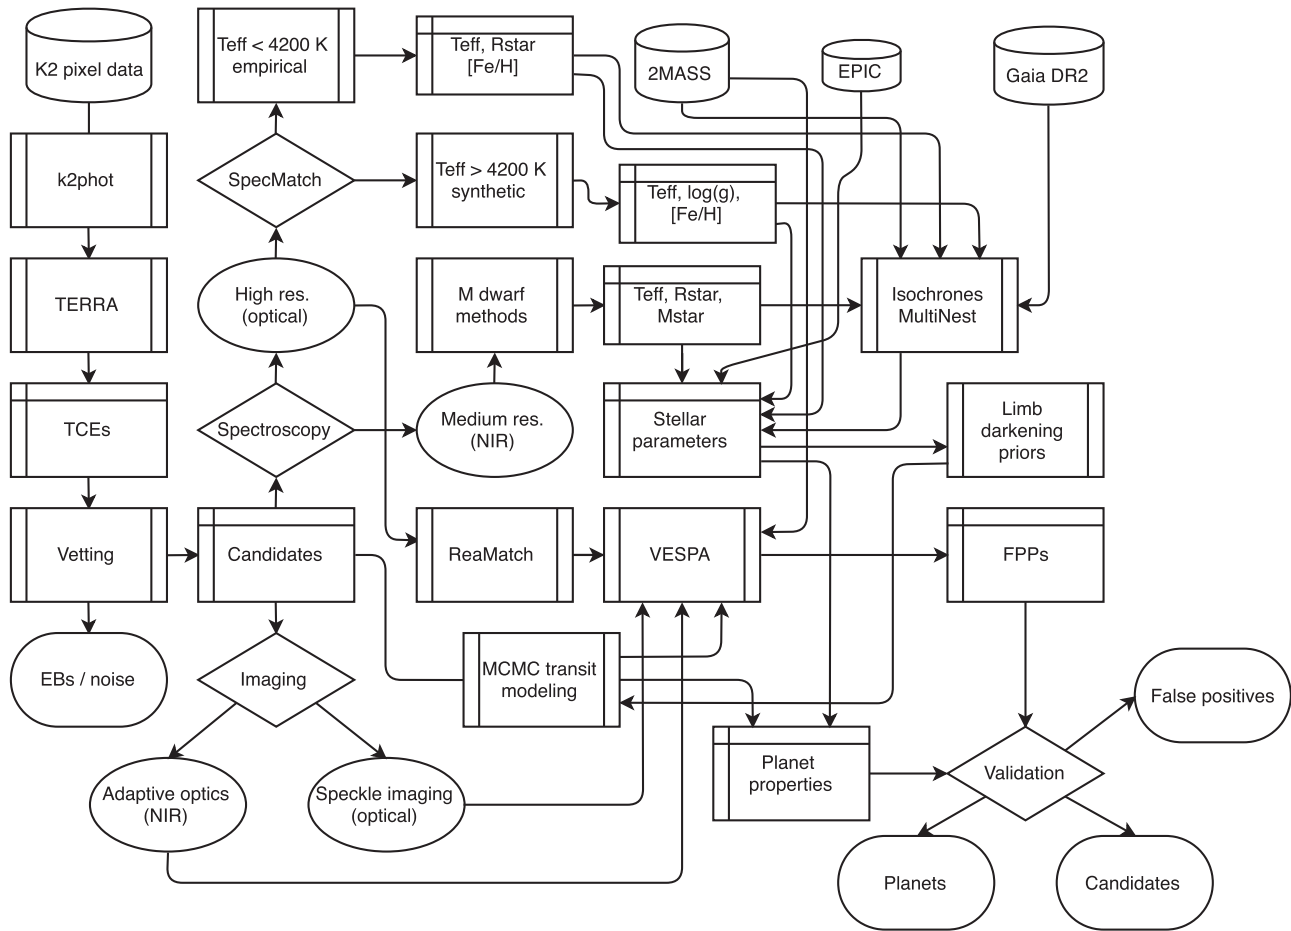 K2 pixel data
Teff < 4200 K
empirical
Teff, Rstar
[Fe/H]
2MASS
EPIC
Gaia DR2
k2phot
SpecMatch
Teff > 4200 K
synthetic
Teff, log(g),
[Fe/H]
TERRA
High res.
(optical)
M dwarf
methods
Teff, Rstar,
Mstar
Isochrones
MultiNest
TCEs
Spectroscopy
Medium res.
(NIR)
Stellar
parameters
Limb
darkening
priors
Vetting
Candidates
ReaMatch
VESPA
FPPs
EBs / noise
Imaging
MCMC transit
modeling
False positives
Adaptive optics
(NIR)
Speckle imaging
(optical)
Planet
properties
Validation
Planets
Candidates